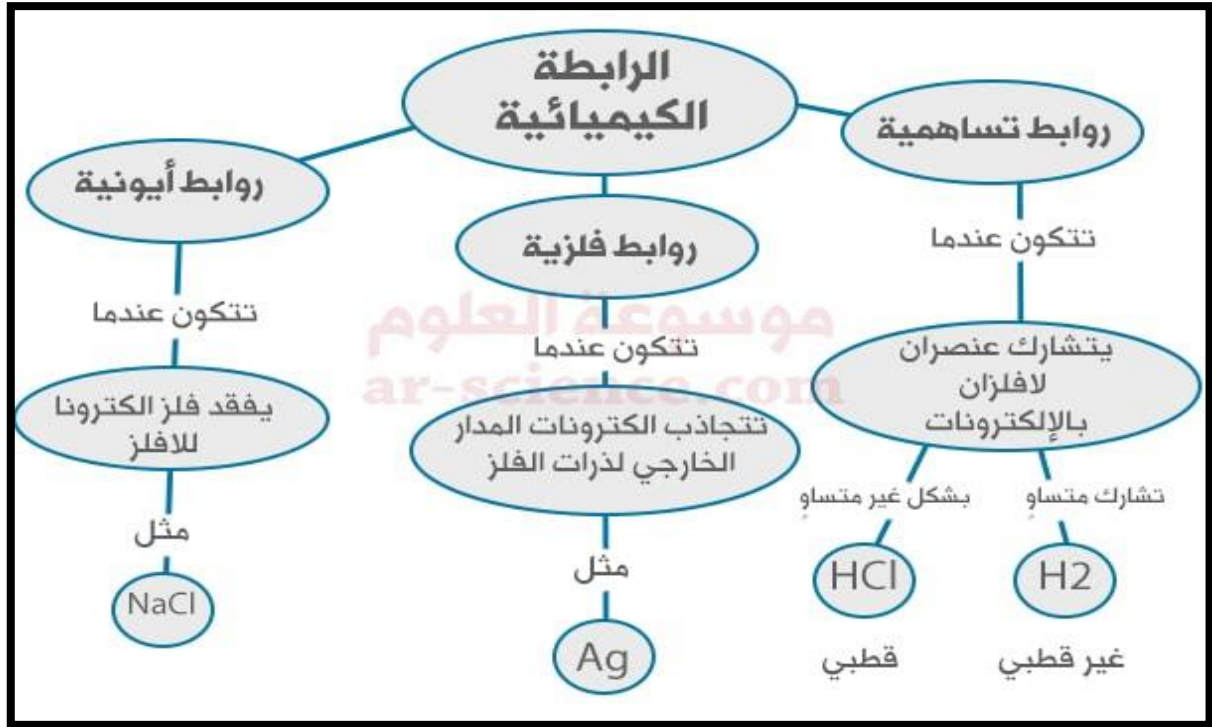 الرابطة
الكيميائية
روابط تساهمية
تتكون عندما
يتشارك عنصران
لافلزان
بالإلكترونات
تشارك متساوٍ
H2
غير قطبي
بشكل غير متساوٍ
HCl
قطبي
روابط فلزية
تتكون عندما
تتجاذب الكترونات المدار
الخارجي لذرات الفلز
مثل
Ag
روابط أيونية
تتكون عندما
يفقد فلز الكترونا
للافلز
مثل
NaCl
موسوعة العلوم
ar-science.com